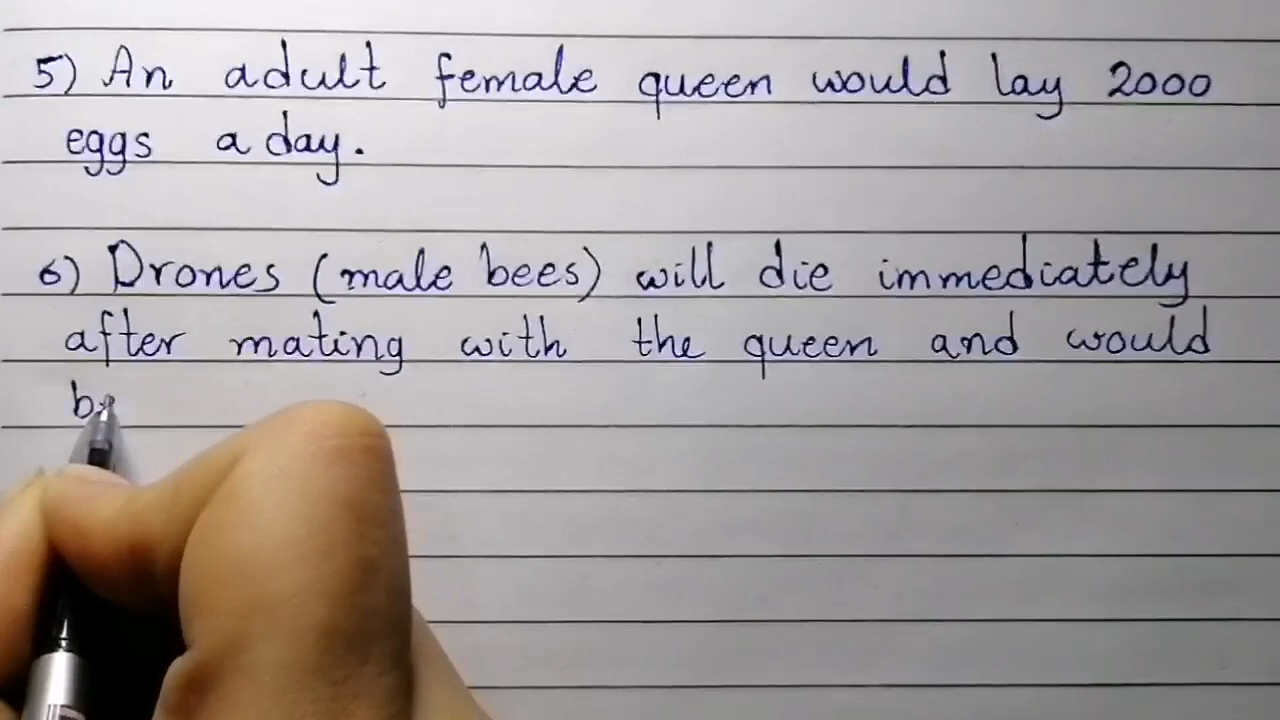 5) An adult female queen would lay 2000
eggs a day.
6) Drones (male bees) will die immediately
after mating with the queen and would